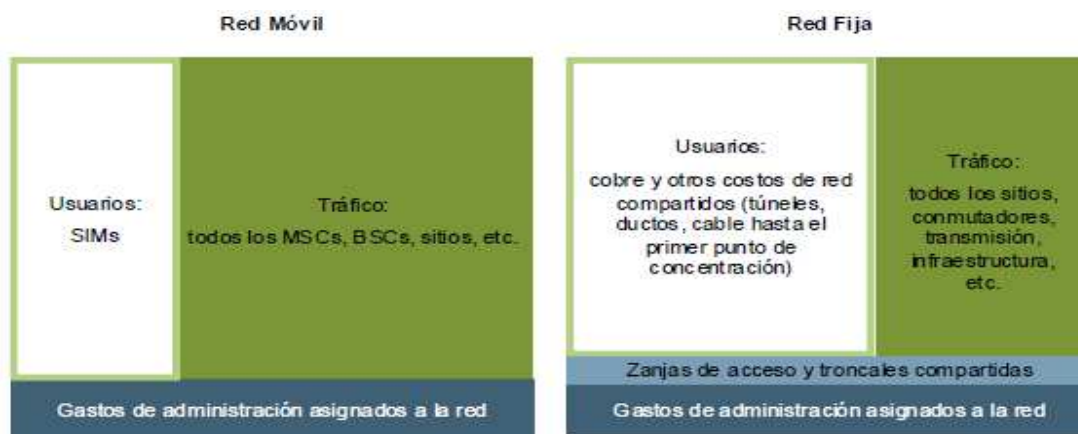 Red Móvil
Usuarios:
SIMs
Tráfico:
todos los MSCs, BSCs, sitios, etc.
Gastos de administración asignados a la red
Red Fija
Usuarios:
cobre y otros costos de red
compartidos (túneles,
ductos, cable hasta el
primer punto de
concentración)
Tráfico:
todos los sitios,
conmutadores,
transmisión,
infraestructura,
etc.
Zanjas de acceso y troncales compartidas
Gastos de administración asignados a la red